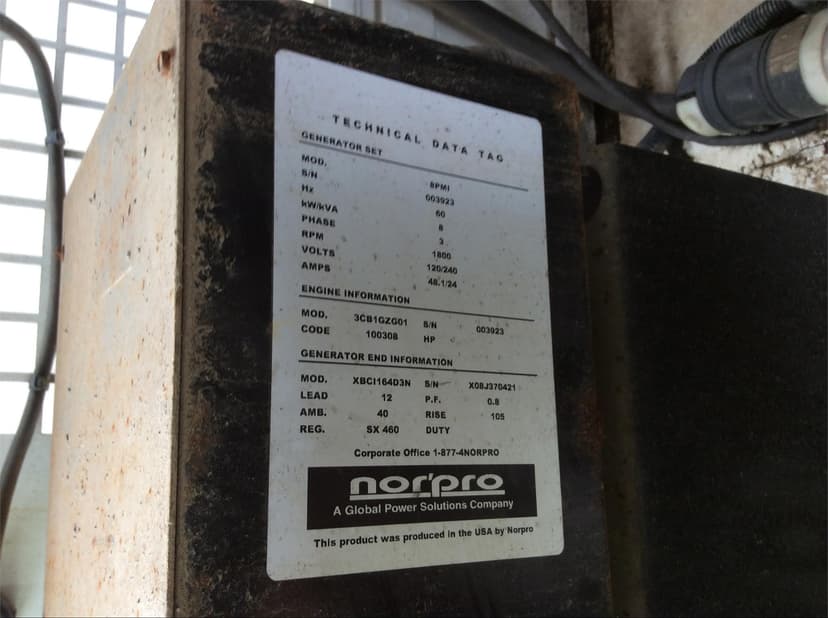 TECHNICAL DATA TAG
GENERATOR SET
MOD. 8PMI
S/N 003923
Hz 60
kW/kVA 8
PHASE 3
RPM 1800
VOLTS 120/240
AMPS 48.1/24
ENGINE INFORMATION
MOD. 3CB1GZG01 S/N 003923
CODE 100308 HP
GENERATOR END INFORMATION
MOD. XBCI164D3N S/N X08J370421
LEAD 12 P.F. 0.8
AMB. 40 RISE 105
REG. SX 460 DUTY
Corporate Office 1-877-4NORPRO
nor'pro
A Global Power Solutions Company
This product was produced in the USA by Norpro